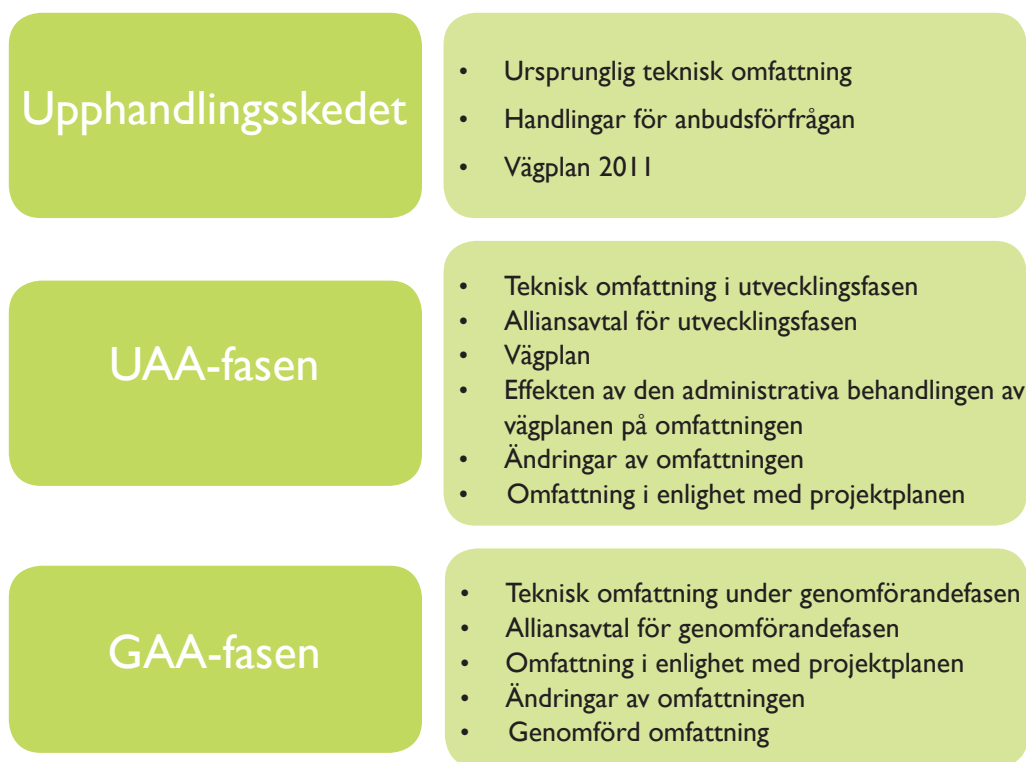 Upphandlingsskedet
• Ursprunglig teknisk omfattning
• Handlingar för anbudsförfrågan
• Vägplan 2011
UAA-fasen
• Teknisk omfattning i utvecklingsfasen
• Alliansavtal för utvecklingsfasen
• Vägplan
• Effekten av den administrativa behandlingen av
vägplanen på omfattningen
• Ändringar av omfattningen
• Omfattning i enlighet med projektplanen
GAA-fasen
• Teknisk omfattning under genomförandefasen
• Alliansavtal för genomförandefasen
• Omfattning i enlighet med projektplanen
• Ändringar av omfattningen
• Genomförd omfattning